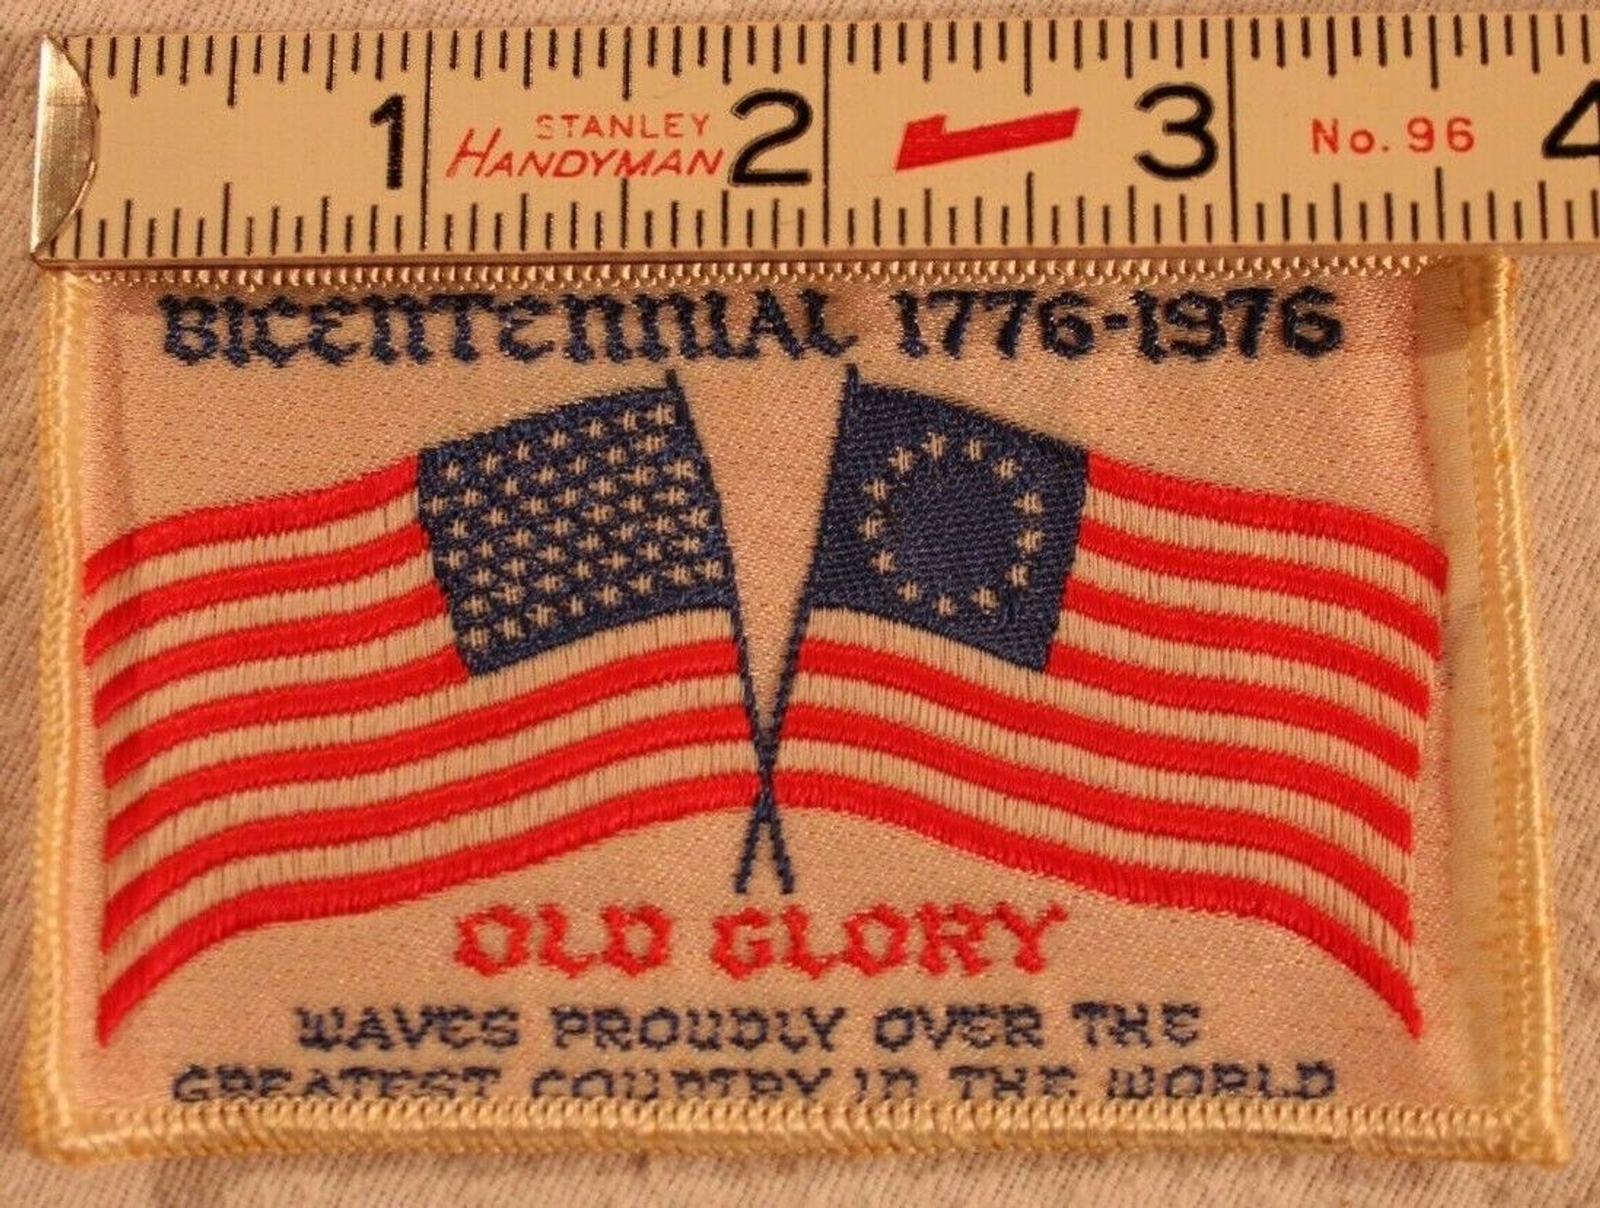 1 STANLEY 2 3 No. 96 4
HANDYMAN
BICENTENNIAL 1776-1976
OLD GLORY
WAVES PROUDLY OVER THE
GREATEST COUNTRY IN THE WORLD